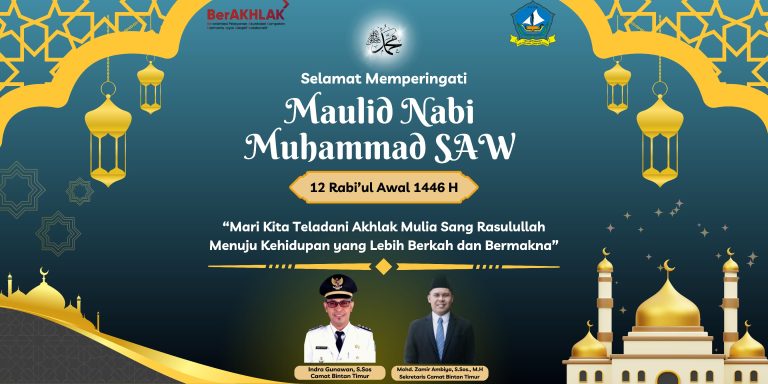 BerAKHLAK
محمد
Selamat Memperingati
Maulid Nabi
Muhammad SAW
12 Rabi’ul Awal 1446 H
“Mari Kita Teladani Akhlak Mulia Sang Rasulullah
Menuju Kehidupan yang Lebih Berkah dan Bermakna”
Indra Gunawan, S.Sos
Camat Bintan Timur
Mohd. Zamir Ambiya, S.Sos., M.H
Sekretaris Camat Bintan Timur